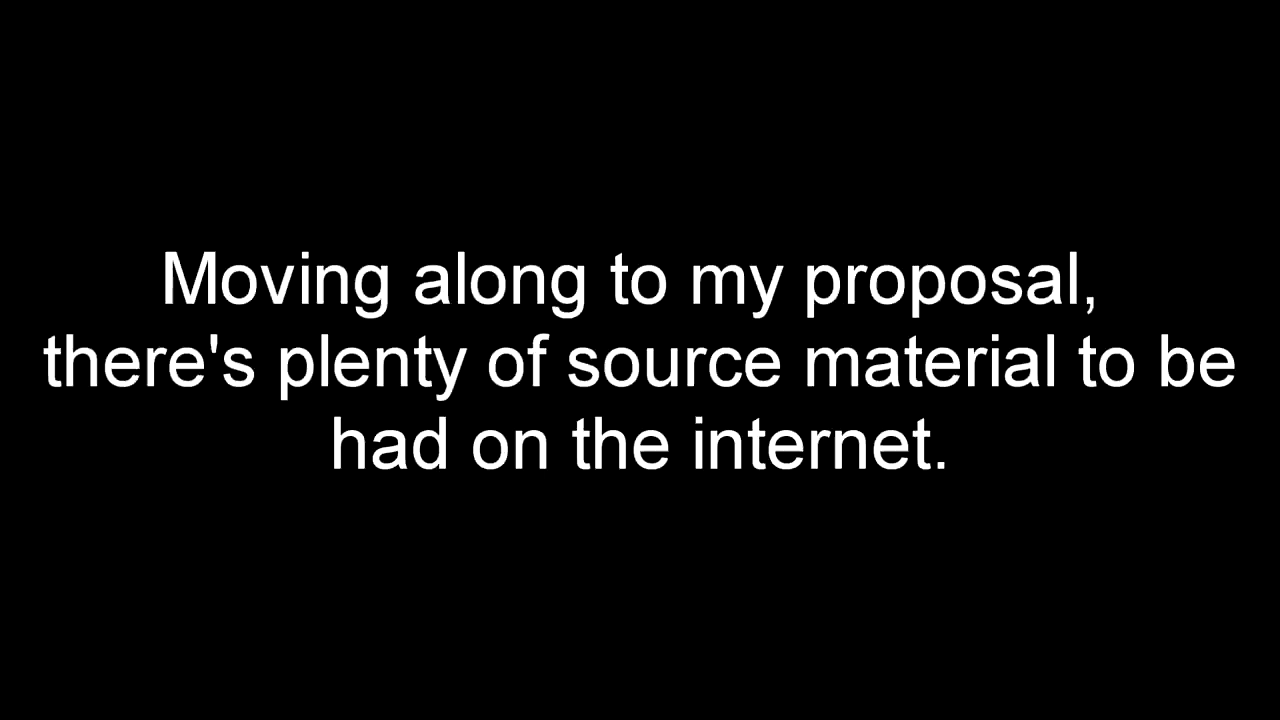 Moving along to my proposal,
there's plenty of source material to be
had on the internet.